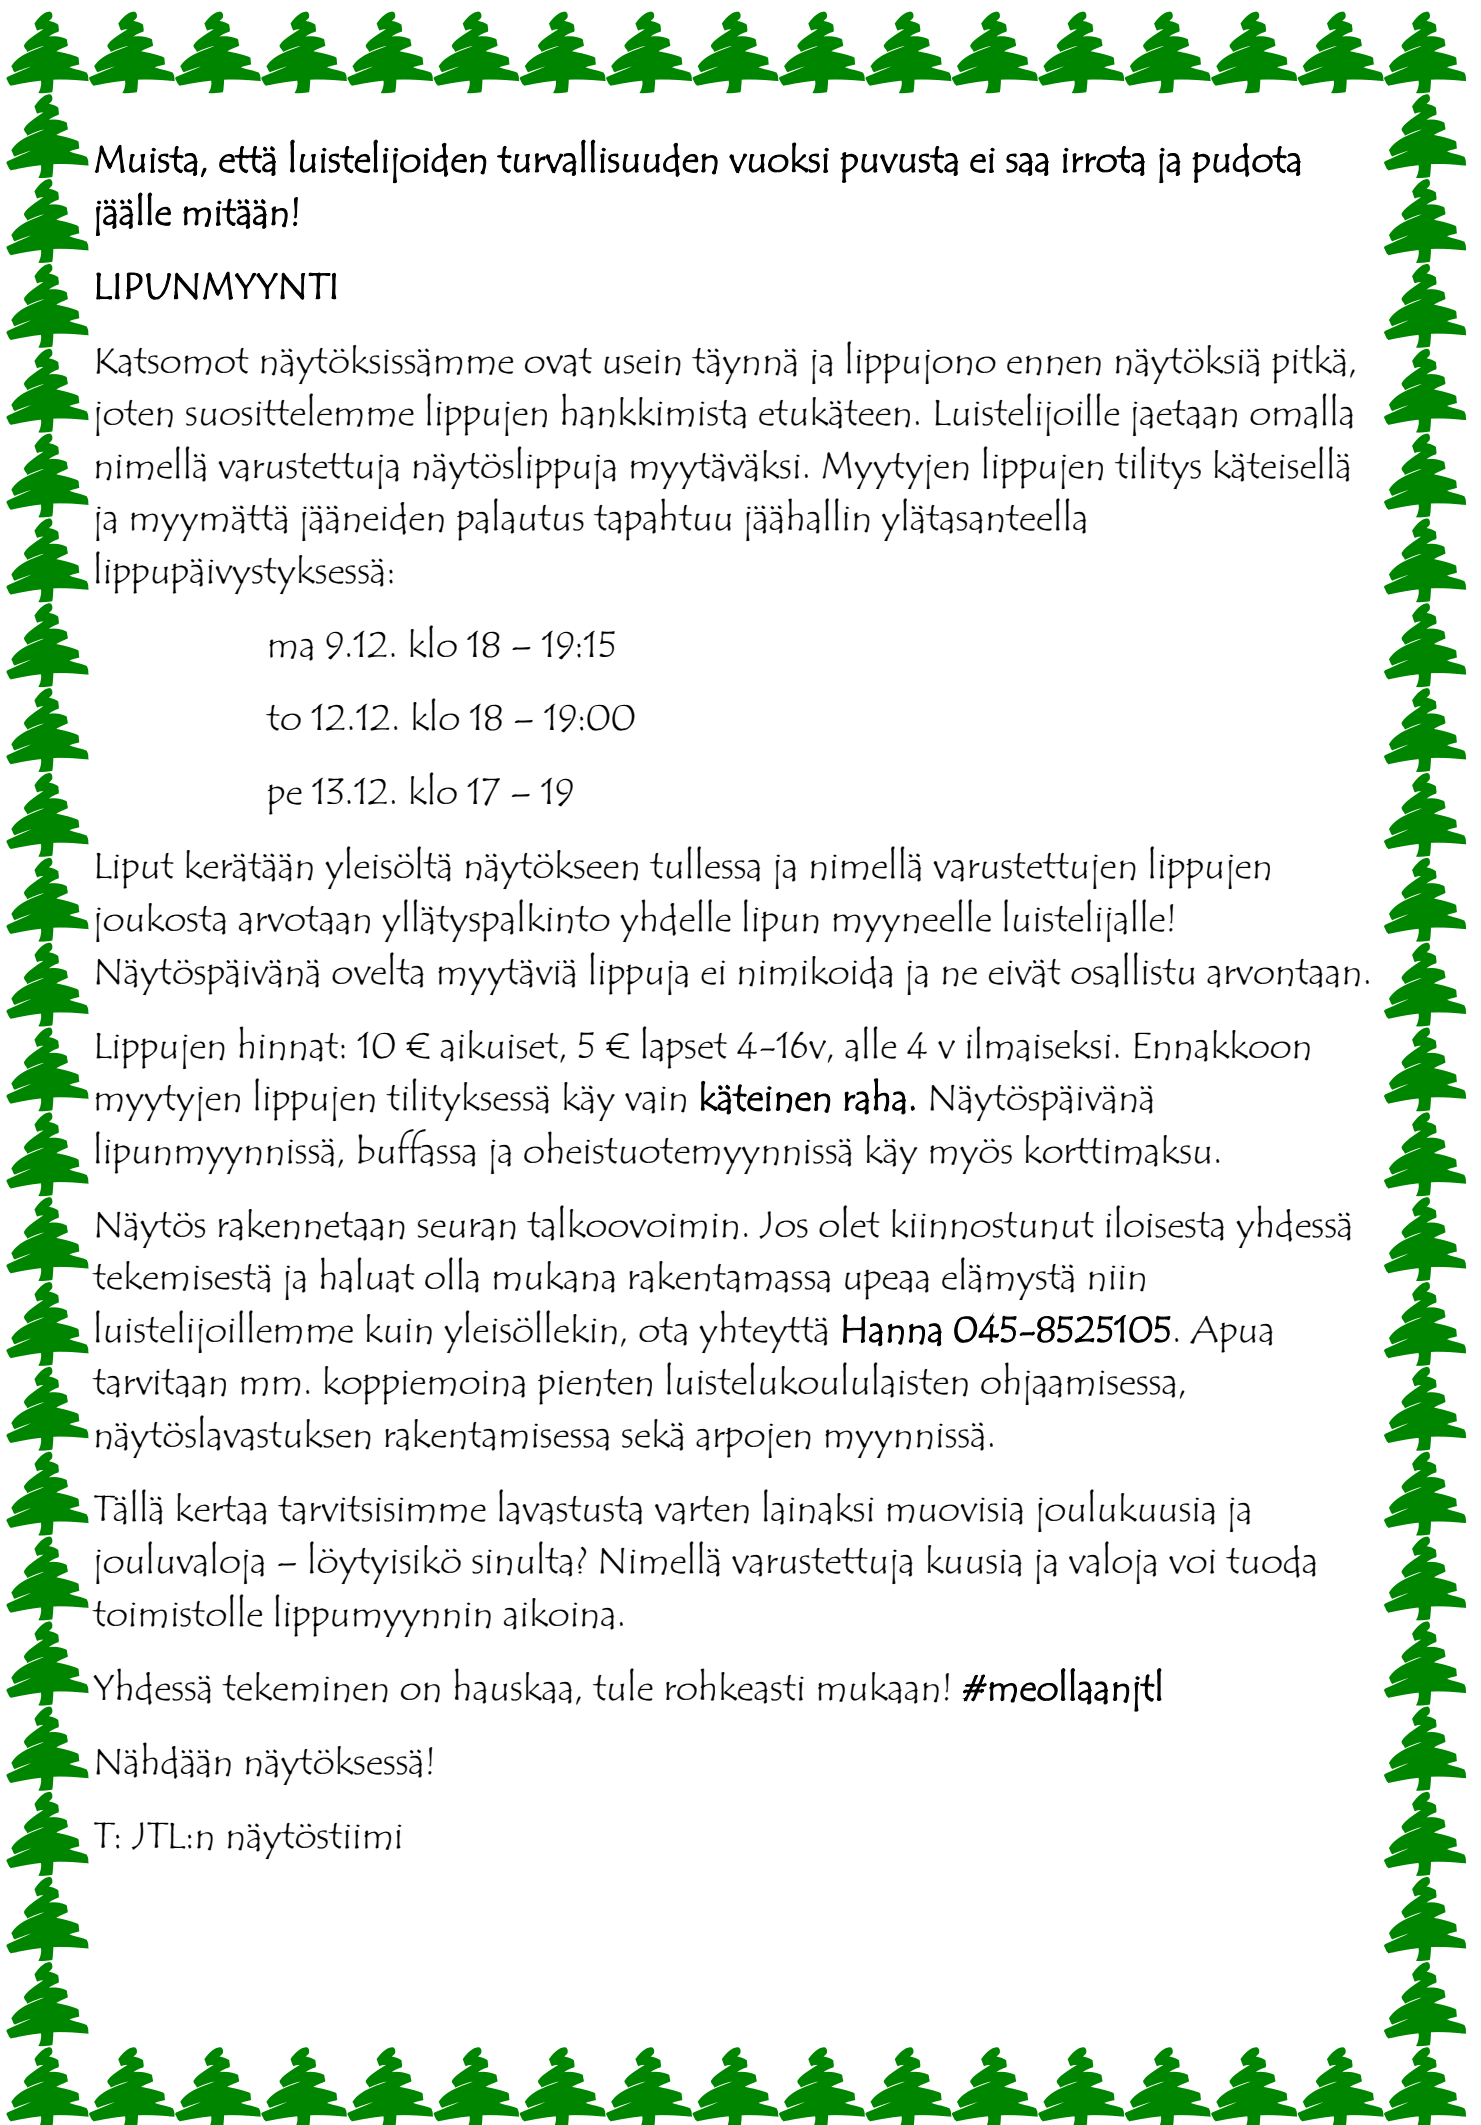 Muista, että luistelijoiden turvallisuuden vuoksi puvusta ei saa irrota ja pudota
jäälle mitään!
LIPUNMYYNTI
Katsomot näytöksissämme ovat usein täynnä ja lippujono ennen näytöksiä pitkä,
joten suosittelemme lippujen hankkimista etukäteen. Luistelijoille jaetaan omalla
nimellä varustettuja näytöslippuja myytäväksi. Myytyjen lippujen tilitys käteisellä
ja myymättä jääneiden palautus tapahtuu jäähallin ylätasanteella
lippupäivystyksessä:
ma 9.12. klo 18 – 19:15
to 12.12. klo 18 – 19:00
pe 13.12. klo 17 – 19
Liput kerätään yleisöltä näytökseen tullessa ja nimellä varustettujen lippujen
joukosta arvotaan yllätyspalkinto yhdelle lipun myyneelle luistelijalle!
Näytöspäivänä ovelta myytäviä lippuja ei nimikoida ja ne eivät osallistu arvontaan.
Lippujen hinnat: 10 € aikuiset, 5 € lapset 4-16v, alle 4 v ilmaiseksi. Ennakkoon
myytyjen lippujen tilityksessä käy vain käteinen raha. Näytöspäivänä
lipunmyynnissä, buffassa ja oheistuotemyynnissä käy myös korttimaksu.
Näytös rakennetaan seuran talkoovoimin. Jos olet kiinnostunut iloisesta yhdessä
tekemisestä ja haluat olla mukana rakentamassa upeaa elämystä niin
luistelijoillemme kuin yleisöllekin, ota yhteyttä Hanna 045-8525105. Apua
tarvitaan mm. koppiemoina pienten luistelukoululaisten ohjaamisessa,
näytöslavastuksen rakentamisessa sekä arpojen myynnissä.
Tällä kertaa tarvitsisimme lavastusta varten lainaksi muovisia joulukuusia ja
jouluvaloja – löytyisikö sinulta? Nimellä varustettuja kuusia ja valoja voi tuoda
toimistolle lippumyynnin aikoina.
Yhdessä tekeminen on hauskaa, tule rohkeasti mukaan! #meollaanjtl
Nähdään näytöksessä!
T: JTL:n näytöstiimi